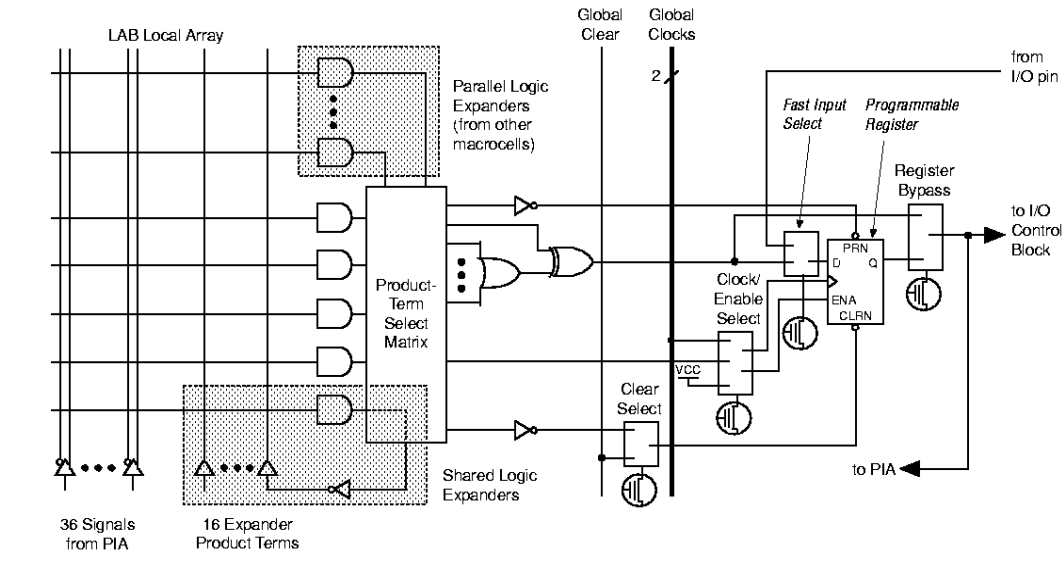 LAB Local Array
Global
Clear
Global
Clocks
2
from
I/O pin
Parallel Logic
Expanders
(from other
macrocells)
Fast Input
Select
Programmable
Register
Register
Bypass
to I/O
Control
Block
PRN
D
Q
ENA
CLRN
Clock/
Enable
Select
Product-
Term
Select
Matrix
VCC
Clear
Select
to PIA
Shared Logic
Expanders
36 Signals
from PIA
16 Expander
Product Terms